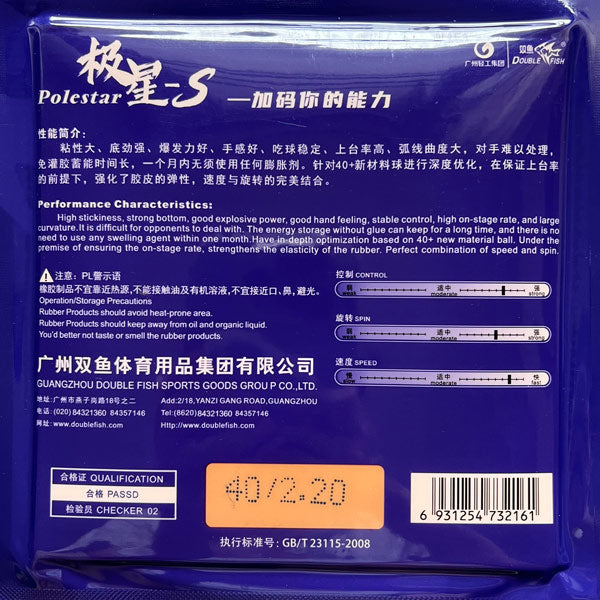 广州轻工集团
双鱼
DOUBLE FISH
极星-S
Polestar
—加码你的能力
性能简介:
粘性大、底劲强、爆发力好、手感好、吃球稳定、上台率高、弧线曲度大，对手难以处理，
免灌胶蓄能时间长，一个月内无须使用任何膨胀剂。针对40+新材料球进行深度优化，在保证上台率
的前提下，强化了胶皮的弹性，速度与旋转的完美结合。
Performance Characteristics:
High stickiness, strong bottom, good explosive power, good hand feeling, stable control, high on-stage rate, and large
curvature.It is difficult for opponents to deal with. The energy storage without glue can keep for a long time, and there is no
need to use any swelling agent within one month.Have in-depth optimization based on 40+ new material ball. Under the
premise of ensuring the on-stage rate, strengthens the elasticity of the rubber. Perfect combination of speed and spin.
注意: PL警示语
橡胶制品不宜靠近热源,不能接触油及有机溶液,不宜接近口、鼻,避光。
Operation/Storage Precautions
Rubber Products should avoid heat-prone area.
Rubber Products should keep away from oil and organic liquid.
You'd better not taste or smell the rubber products.
控制 CONTROL
弱 适中 强
weak moderate strong
旋转 SPIN
弱 适中 强
weak moderate strong
速度 SPEED
慢 适中 快
slow moderate fast
广州双鱼体育用品集团有限公司
GUANGZHOU DOUBLE FISH SPORTS GOODS GROU P CO.,LTD.
地址:广州市燕子岗路18号之二 Add:2/18,YANZI GANG ROAD,GUANGZHOU
电话:(020) 84321360 84357146 Tel:(8620) 84321360 84357146
网址:www.doublefish.com Http://www.doublefish.com
合格证 QUALIFICATION
合格 PASSD
检验员 CHECKER 02
40/2.20
6 931254 732161
执行标准号: GB/T 23115-2008